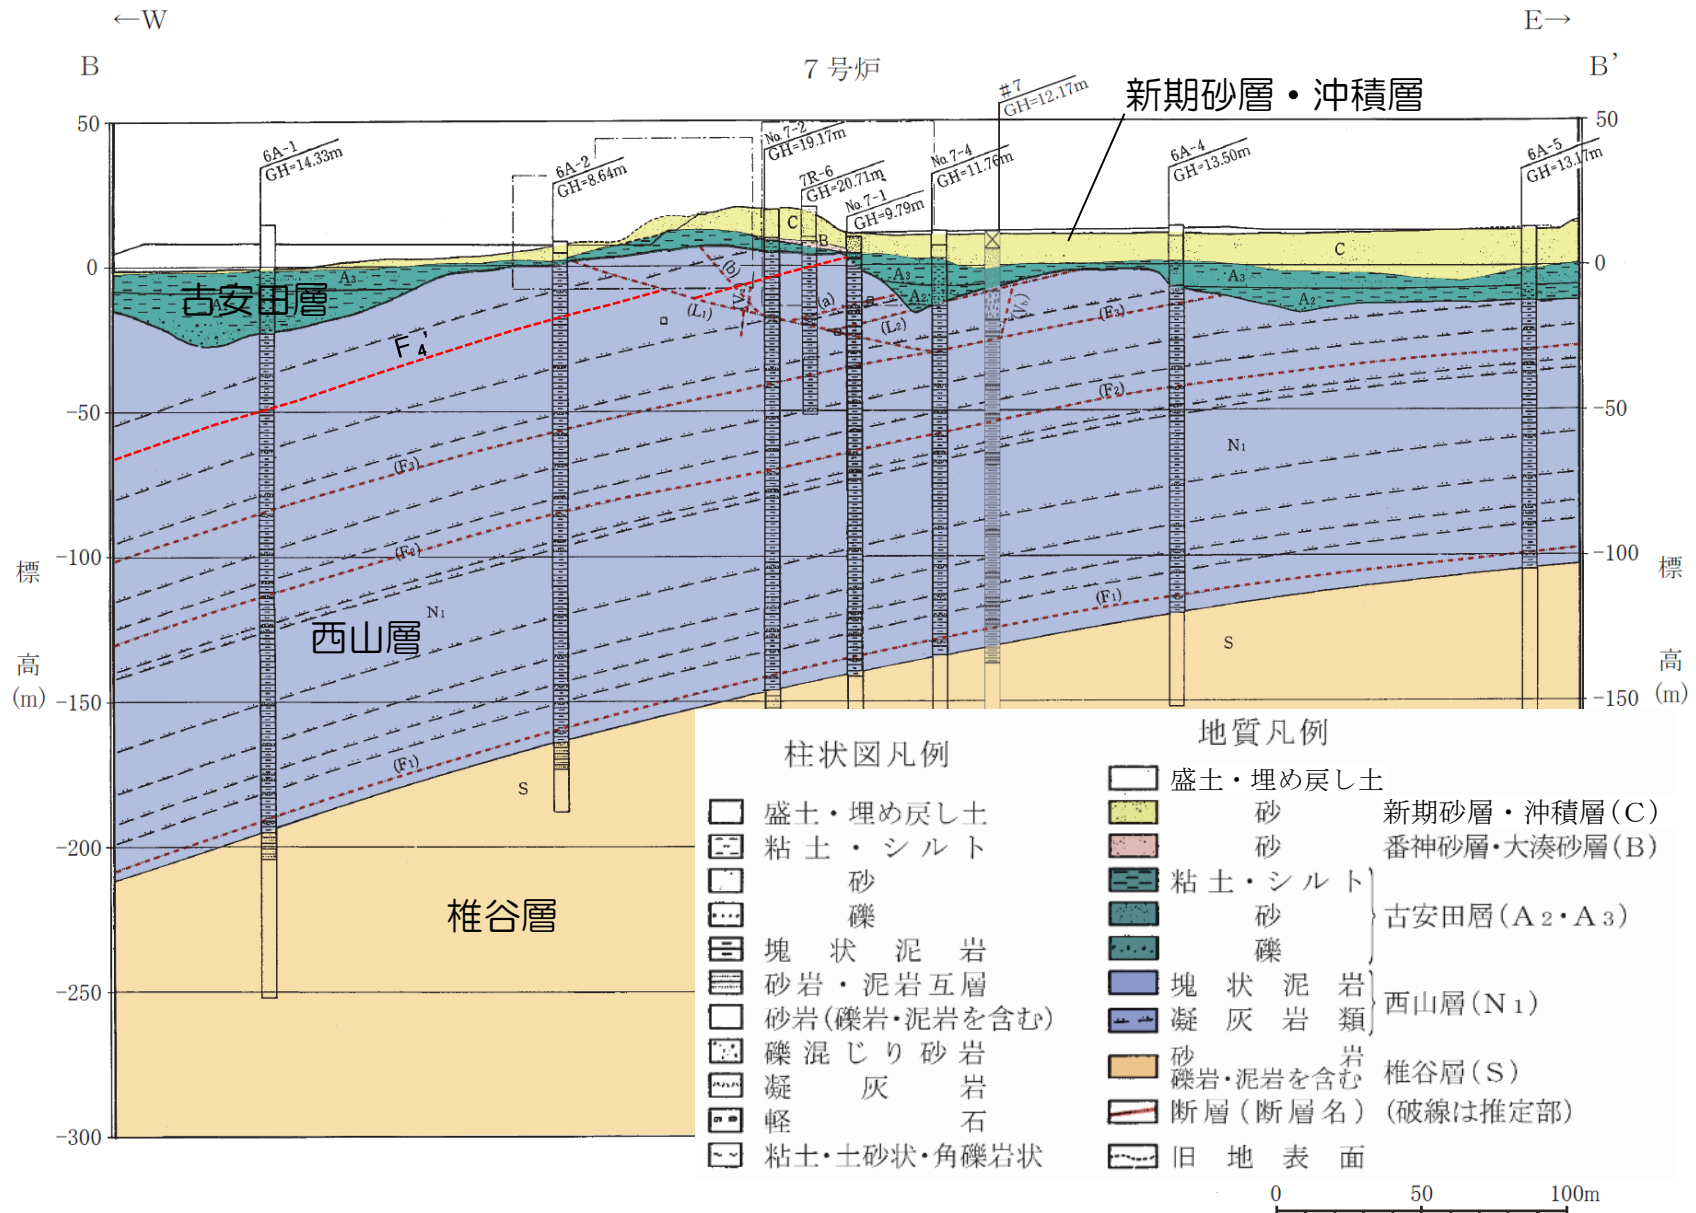 ←W
E→
B
7号炉
B’
新期砂層・沖積層
6A-1
GH=14.33m
6A-2
GH=8.64m
No.7-2
GH=19.17m
7R-6
GH=20.71m
No.7-1
GH=9.79m
No.7-4
GH=11.76m
#7
GH=12.17m
6A-4
GH=13.50m
6A-5
GH=13.17m
50
0
-50
-100
-150
-200
-250
-300
標
高
(m)
50
0
-50
-100
-150
標
高
(m)
C
B
C
A3
A3
A3
A2
A2
古安田層
F4'
(b)
(a)
(L1)
(L2)
(F3)
(F2)
(F3)
(F2)
N1
N1
西山層
(F1)
(F1)
S
S
椎谷層
柱状図凡例
盛土・埋め戻し土
粘土・シルト
砂
礫
塊状泥岩
砂岩・泥岩互層
砂岩(礫岩・泥岩を含む)
礫混じり砂岩
凝灰岩
軽石
粘土・土砂状・角礫岩状
地質凡例
盛土・埋め戻し土
砂 新期砂層・沖積層(C)
砂 番神砂層・大湊砂層(B)
粘土・シルト
砂 古安田層(A2・A3)
礫
塊状泥岩
西山層(N1)
凝灰岩類
砂岩
礫岩・泥岩を含む 椎谷層(S)
断層(断層名)(破線は推定部)
旧地表面
0 50 100m